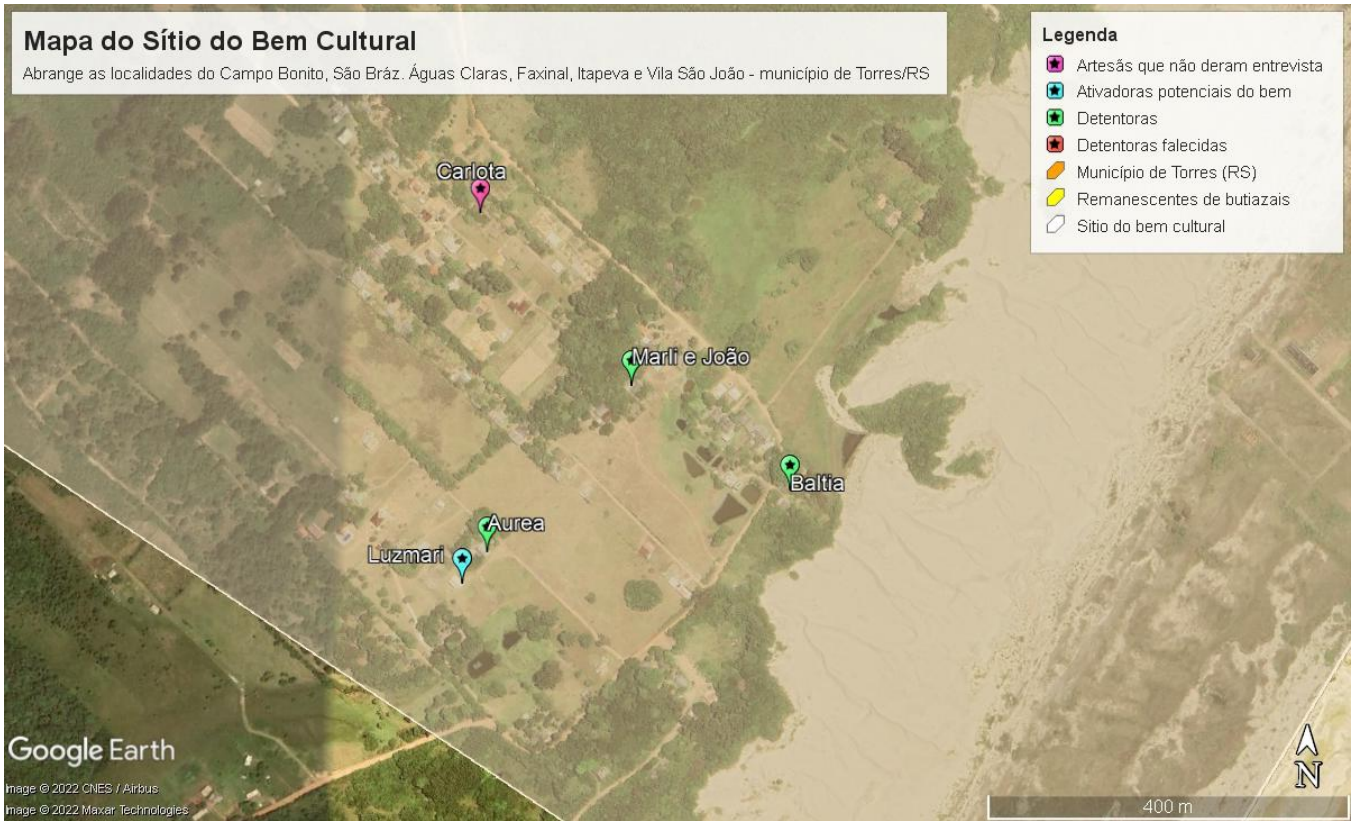 Mapa do Sítio do Bem Cultural
Abrange as localidades do Campo Bonito, São Bráz. Águas Claras, Faxinal, Itapeva e Vila São João - município de Torres/RS
Legenda
Artesãs que não deram entrevista
Ativadoras potenciais do bem
Detentoras
Detentoras falecidas
Município de Torres (RS)
Remanescentes de butiazais
Sitio do bem cultural
Carlota
Marli e João
Baltia
Aurea
Luzmari
Google Earth
Image © 2022 CNES / Airbus
Image © 2022 Maxar Technologies
N
400 m